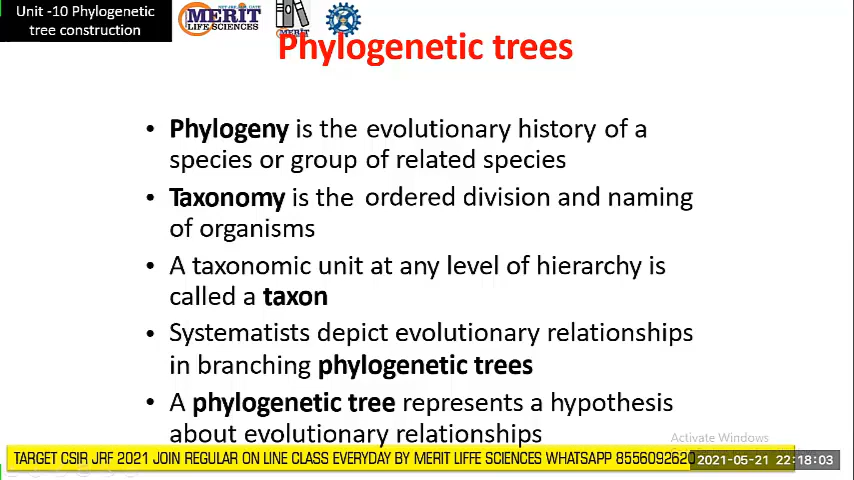 Unit -10 Phylogenetic
tree construction
MERIT
LIFE SCIENCES
MERIT
Phylogenetic trees
• Phylogeny is the evolutionary history of a
species or group of related species
• Taxonomy is the ordered division and naming
of organisms
• A taxonomic unit at any level of hierarchy is
called a taxon
• Systematists depict evolutionary relationships
in branching phylogenetic trees
• A phylogenetic tree represents a hypothesis
about evolutionary relationships
Activate Windows
TARGET CSIR JRF 2021 JOIN REGULAR ON LINE CLASS EVERYDAY BY MERIT LIFFE SCIENCES WHATSAPP 8556092620
2021-05-21 22:18:03